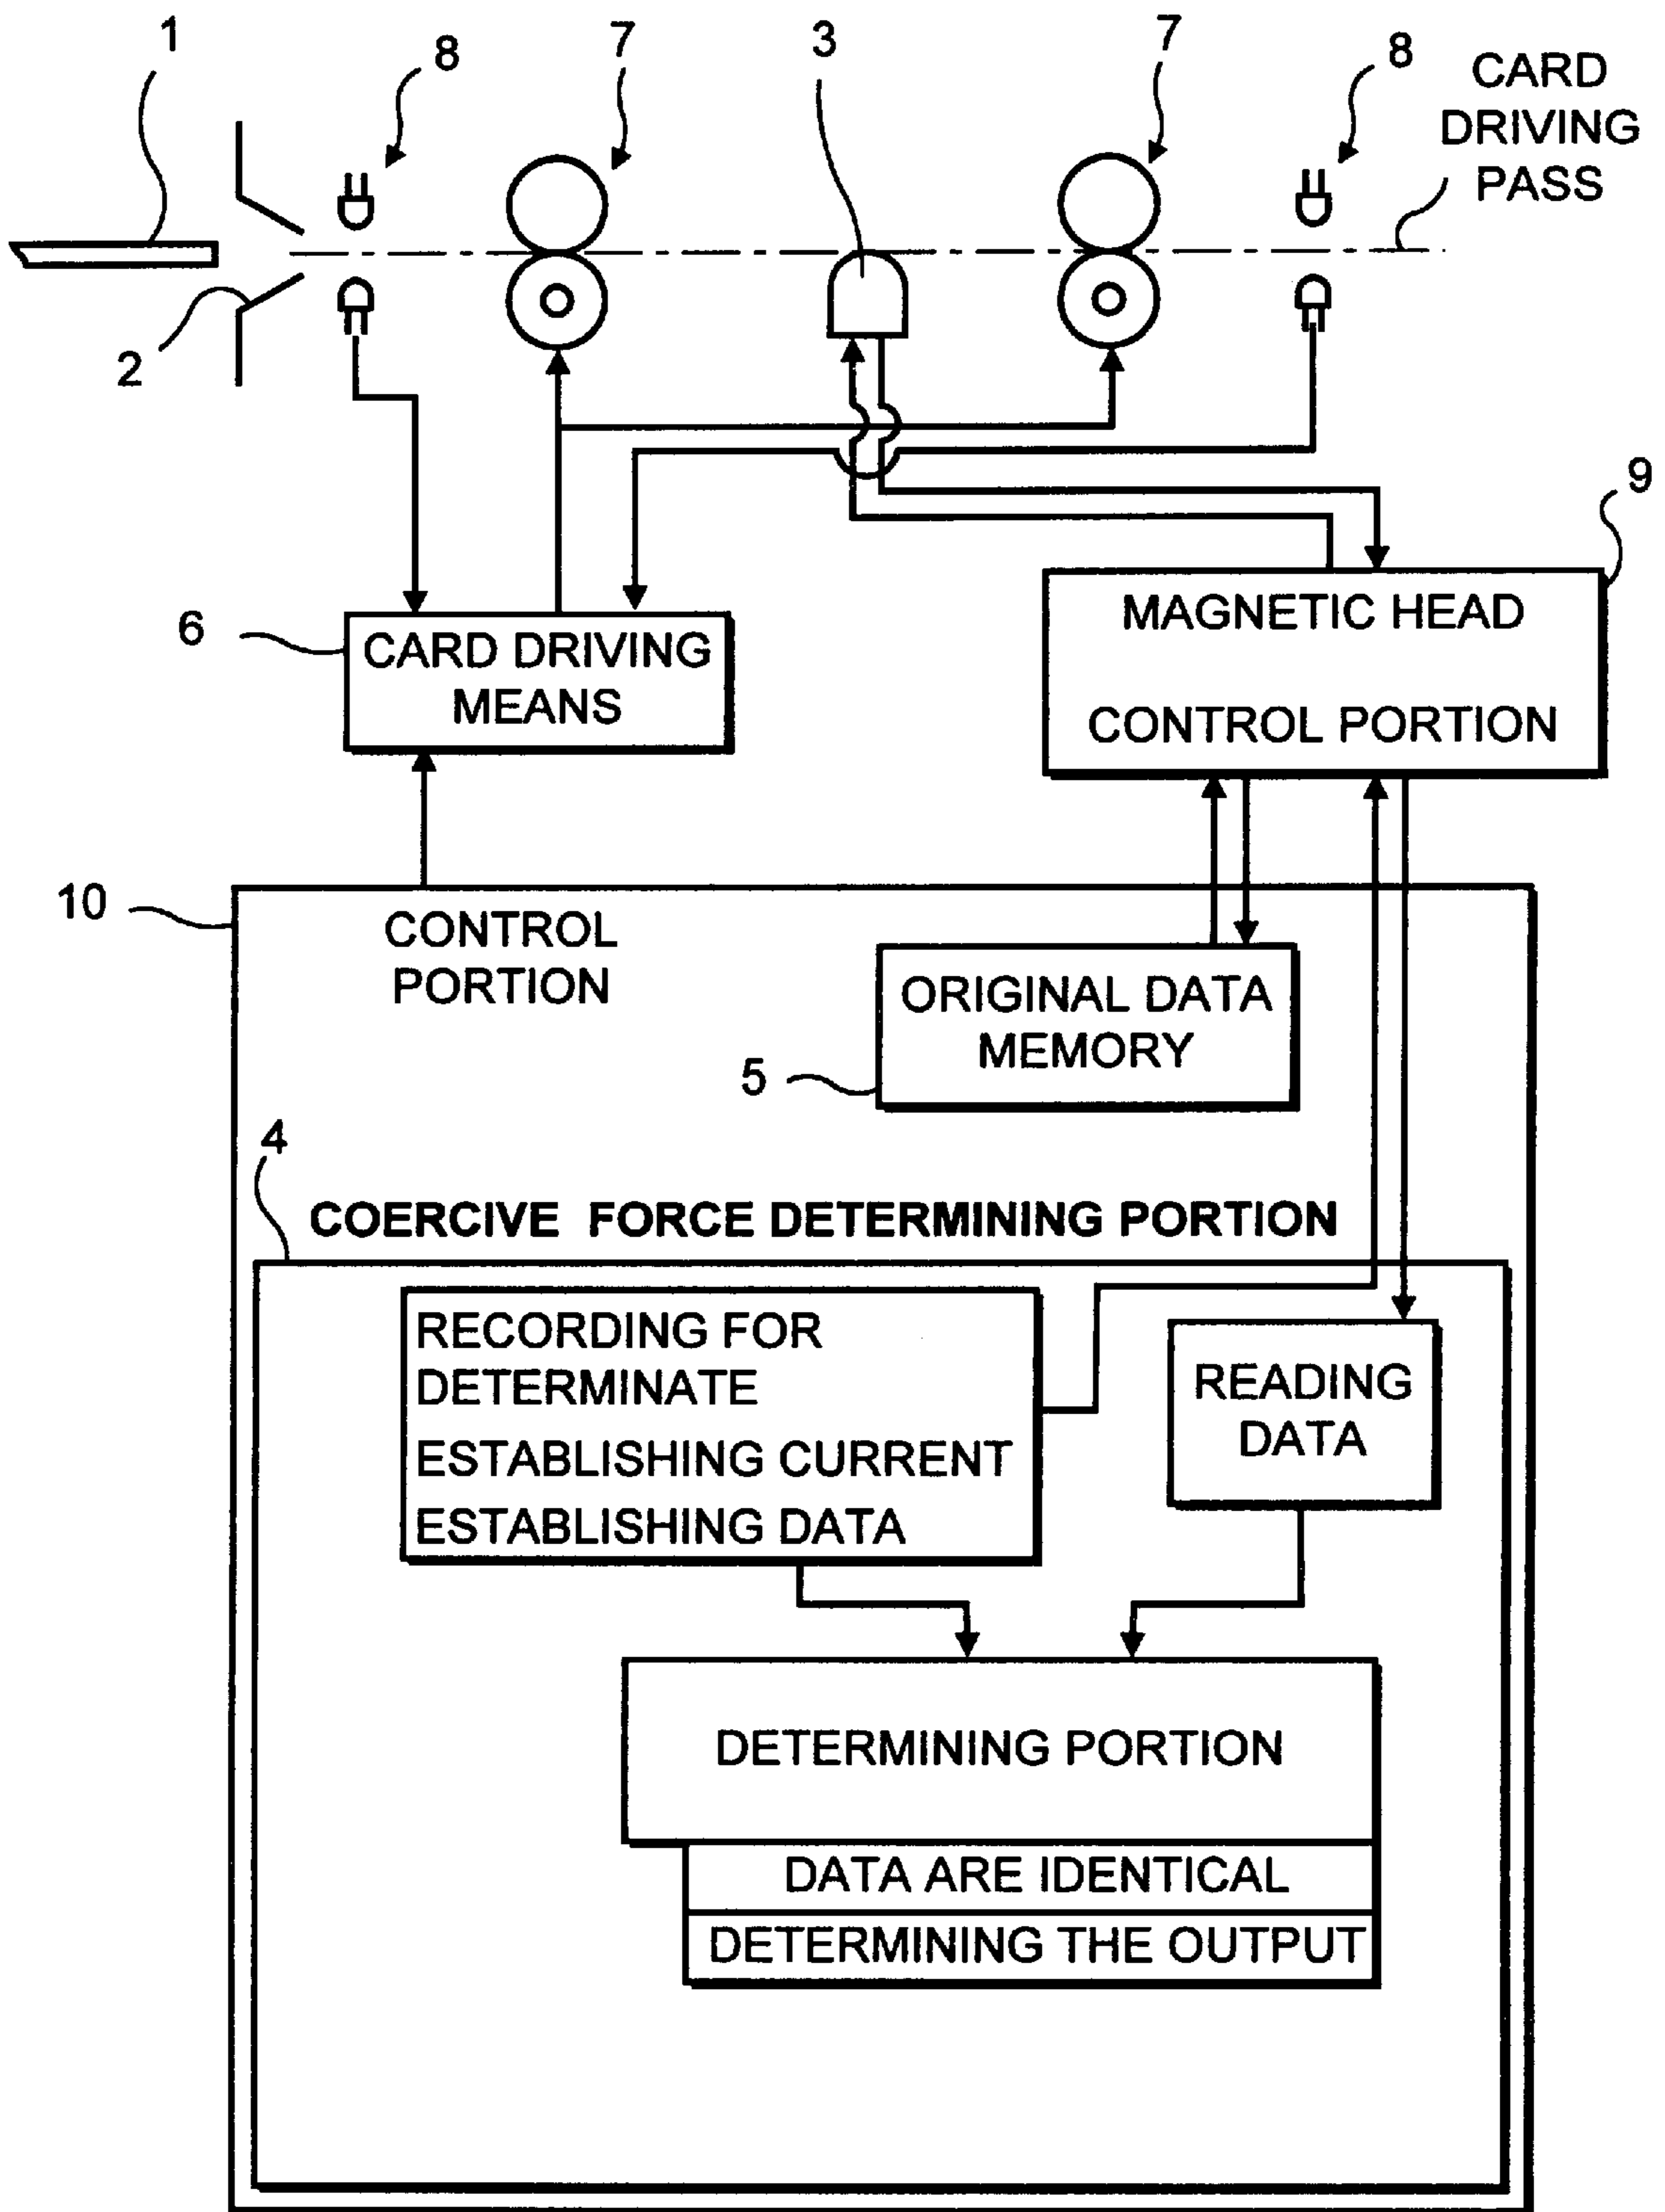 1
8
7
3
7
8
CARD
DRIVING
PASS
2
9
6
CARD DRIVING
MEANS
MAGNETIC HEAD
CONTROL PORTION
10
CONTROL
PORTION
ORIGINAL DATA
MEMORY
5
4
COERCIVE FORCE DETERMINING PORTION
RECORDING FOR
DETERMINATE
ESTABLISHING CURRENT
ESTABLISHING DATA
READING
DATA
DETERMINING PORTION
DATA ARE IDENTICAL
DETERMINING THE OUTPUT